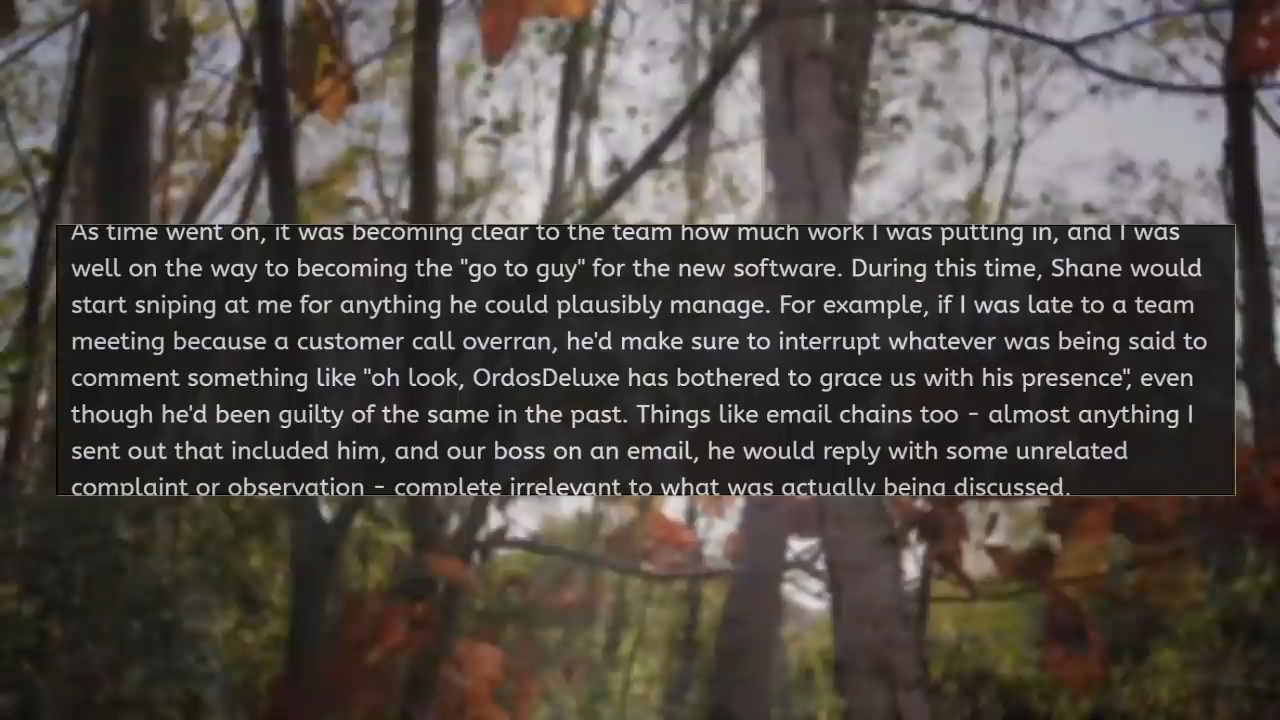 As time went on, it was becoming clear to the team how much work I was putting in, and I was
well on the way to becoming the "go to guy" for the new software. During this time, Shane would
start sniping at me for anything he could plausibly manage. For example, if I was late to a team
meeting because a customer call overran, he'd make sure to interrupt whatever was being said to
comment something like "oh look, OrdosDeluxe has bothered to grace us with his presence", even
though he'd been guilty of the same in the past. Things like email chains too - almost anything I
sent out that included him, and our boss on an email, he would reply with some unrelated
complaint or observation - complete irrelevant to what was actually being discussed.